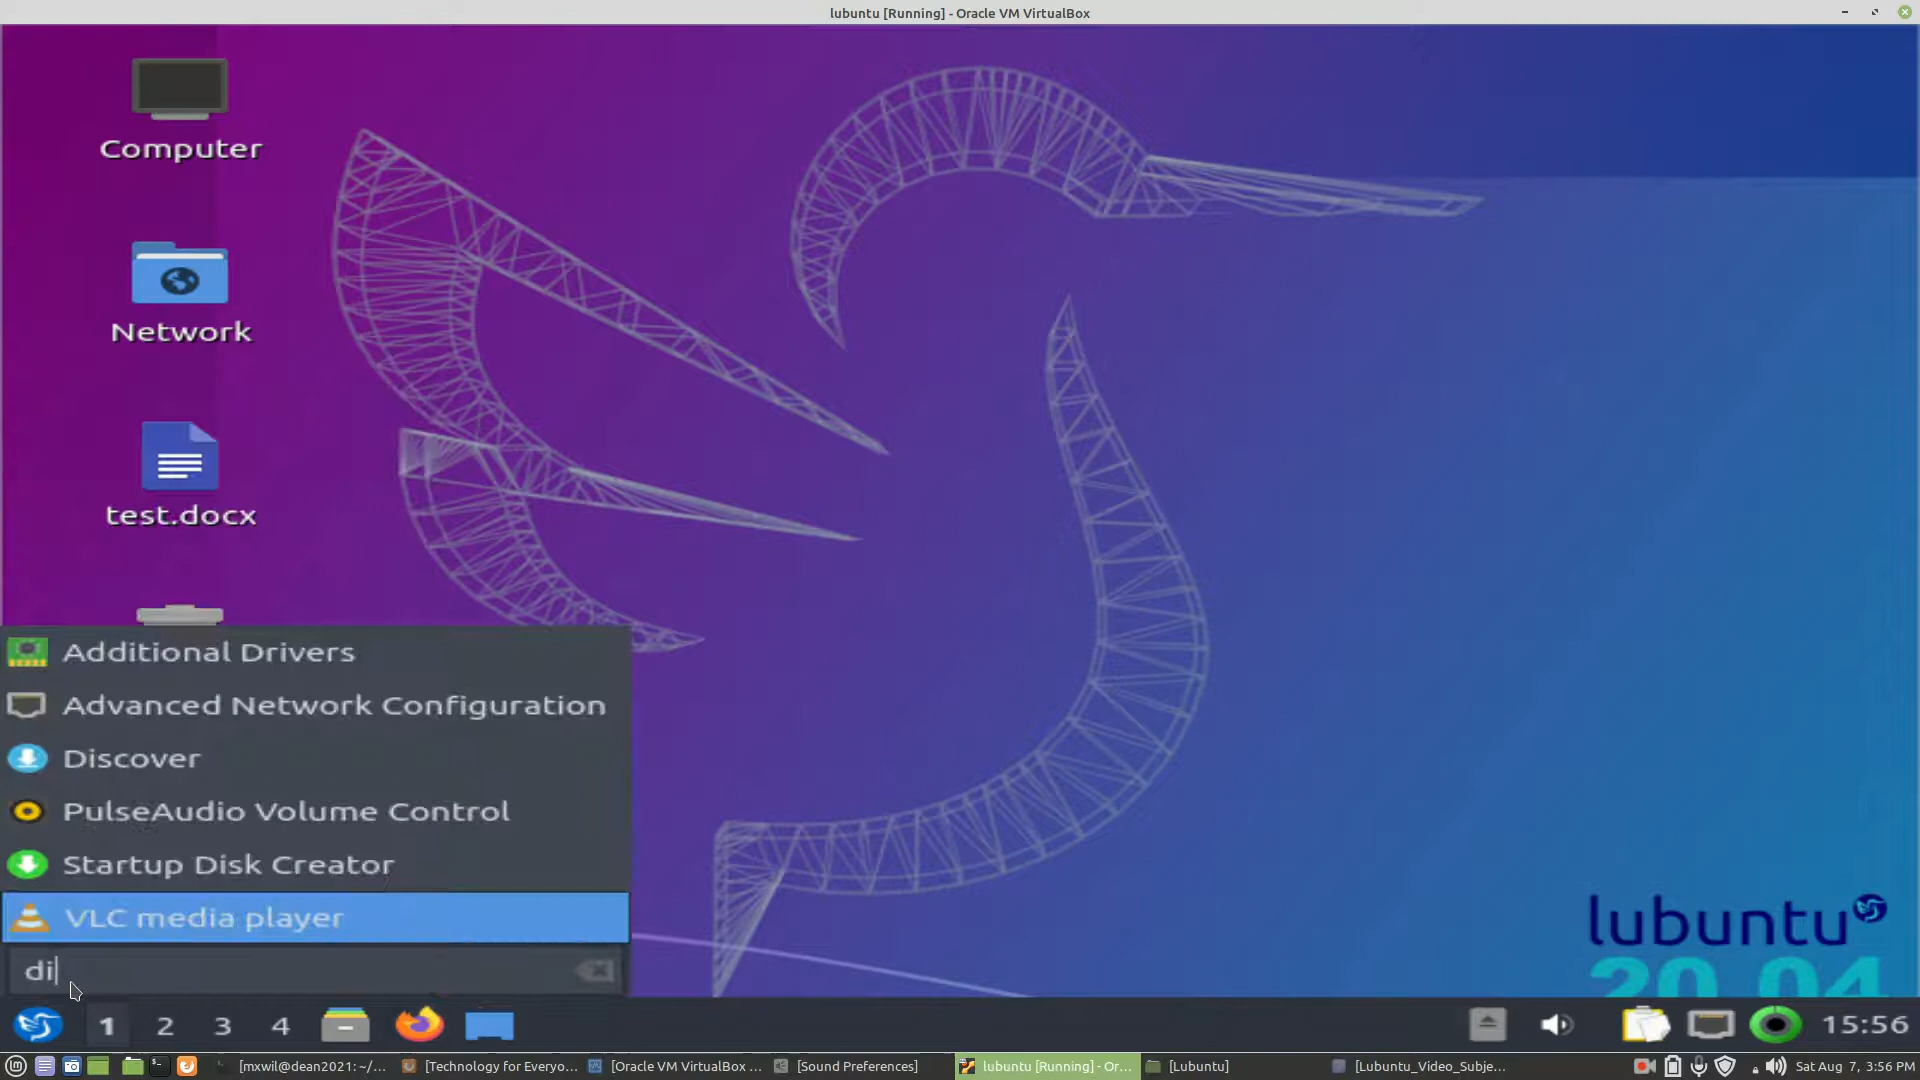 lubuntu [Running] - Oracle VM VirtualBox
Computer
Network
test.docx
Additional Drivers
Advanced Network Configuration
Discover
PulseAudio Volume Control
Startup Disk Creator
VLC media player
di
lubuntu
20.04
1 2 3 4
15:56
[mxwil@dean2021: ~/...
[Technology for Everyo...
[Oracle VM VirtualBox ...
[Sound Preferences]
lubuntu [Running] - Or...
[Lubuntu]
[Lubuntu_Video_Subje...
Sat Aug 7, 3:56 PM